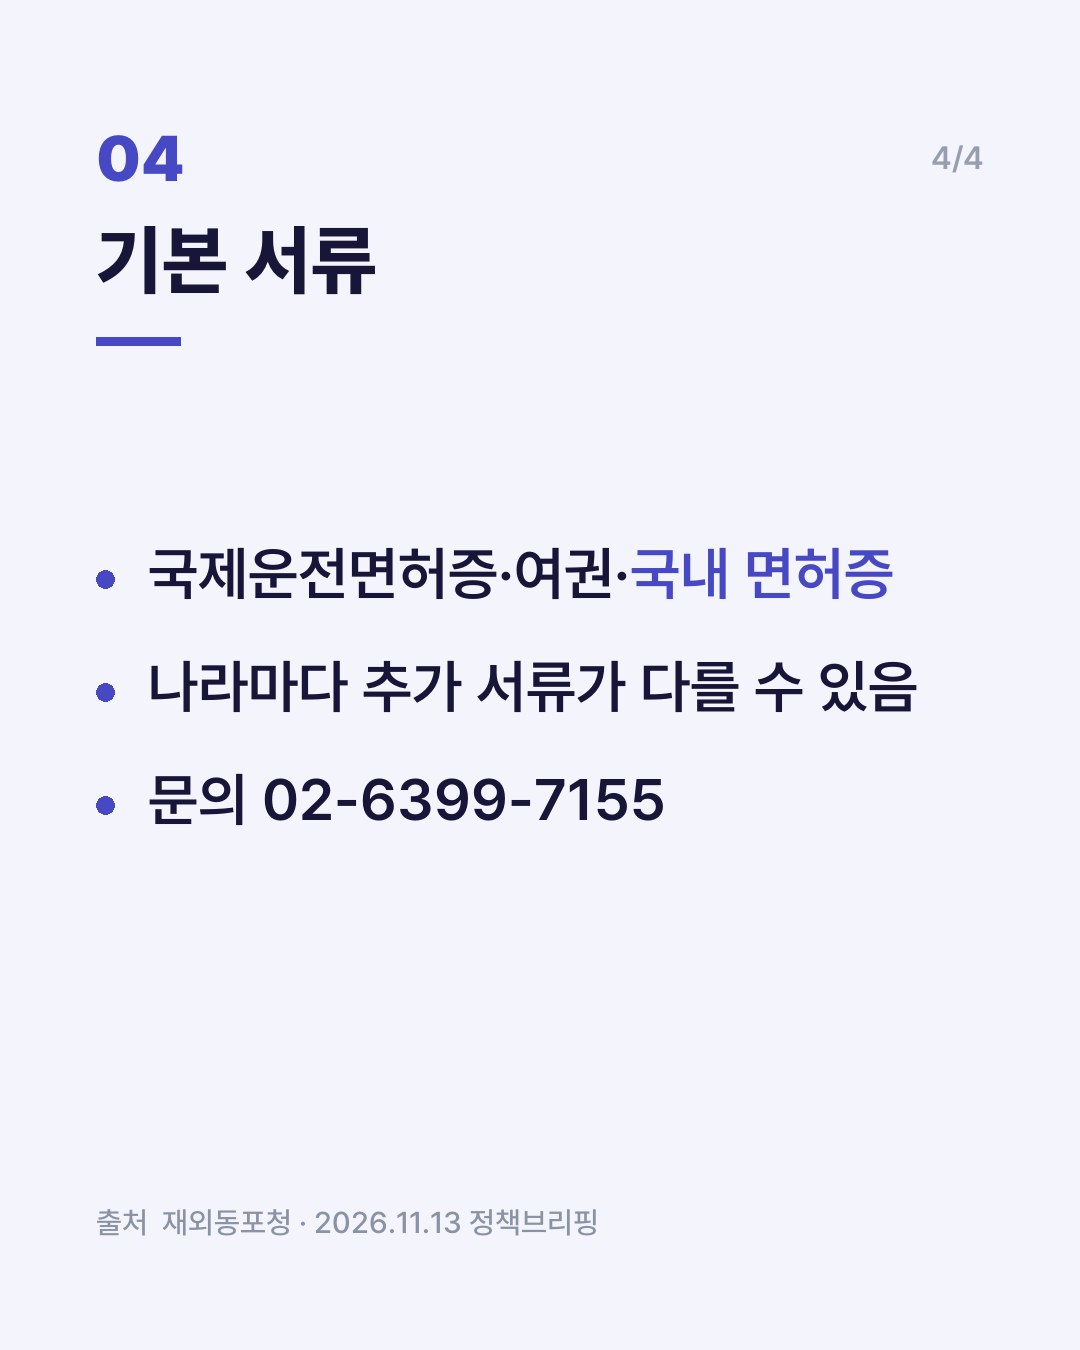 04
4/4
기본 서류
• 국제운전면허증·여권·국내 면허증
• 나라마다 추가 서류가 다를 수 있음
• 문의 02-6399-7155
출처 재외동포청 · 2026.11.13 정책브리핑